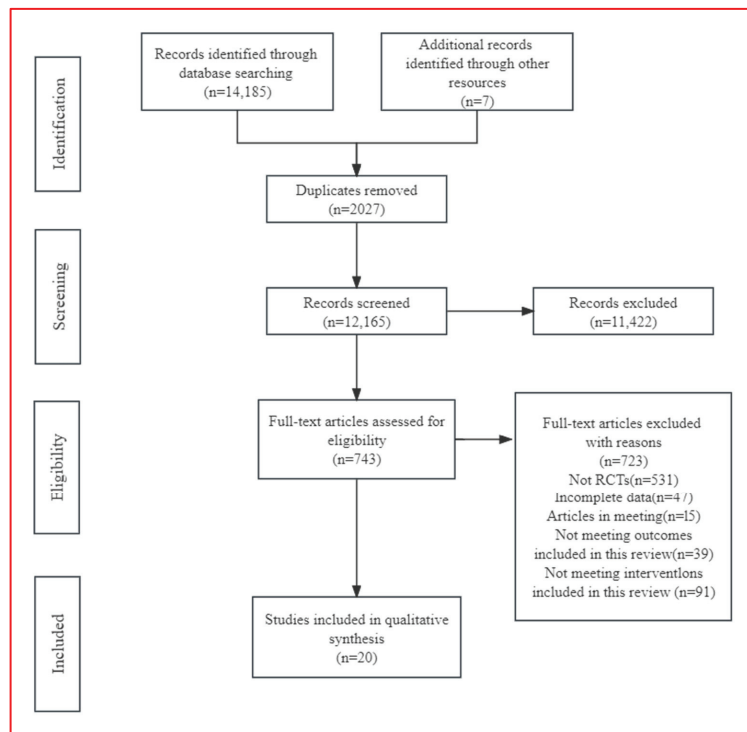 Identification
Records identified through
database searching
(n=14,185)
Additional records
identified through other
resources
(n=7)
Duplicates removed
(n=2027)
Screening
Records screened
(n=12,165)
Records excluded
(n=11,422)
Eligibility
Full-text articles assessed for
eligibility
(n=743)
Full-text articles excluded
with reasons
(n=723)
Not RCTs(n=531)
Incomplete data(n=47)
Articles in meeting(n=15)
Not meeting outcomes
included in this review(n=39)
Not meeting interventions
included in this review (n=91)
Included
Studies included in qualitative
synthesis
(n=20)